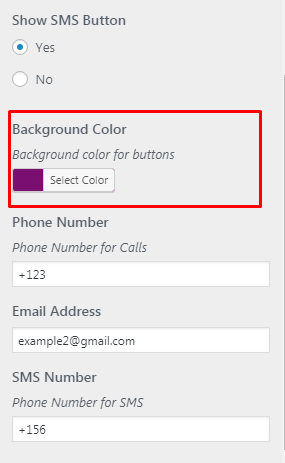 Show SMS Button
Yes
No
Background Color
Background color for buttons
Select Color
Phone Number
Phone Number for Calls
+123
Email Address
example2@gmail.com
SMS Number
Phone Number for SMS
+156